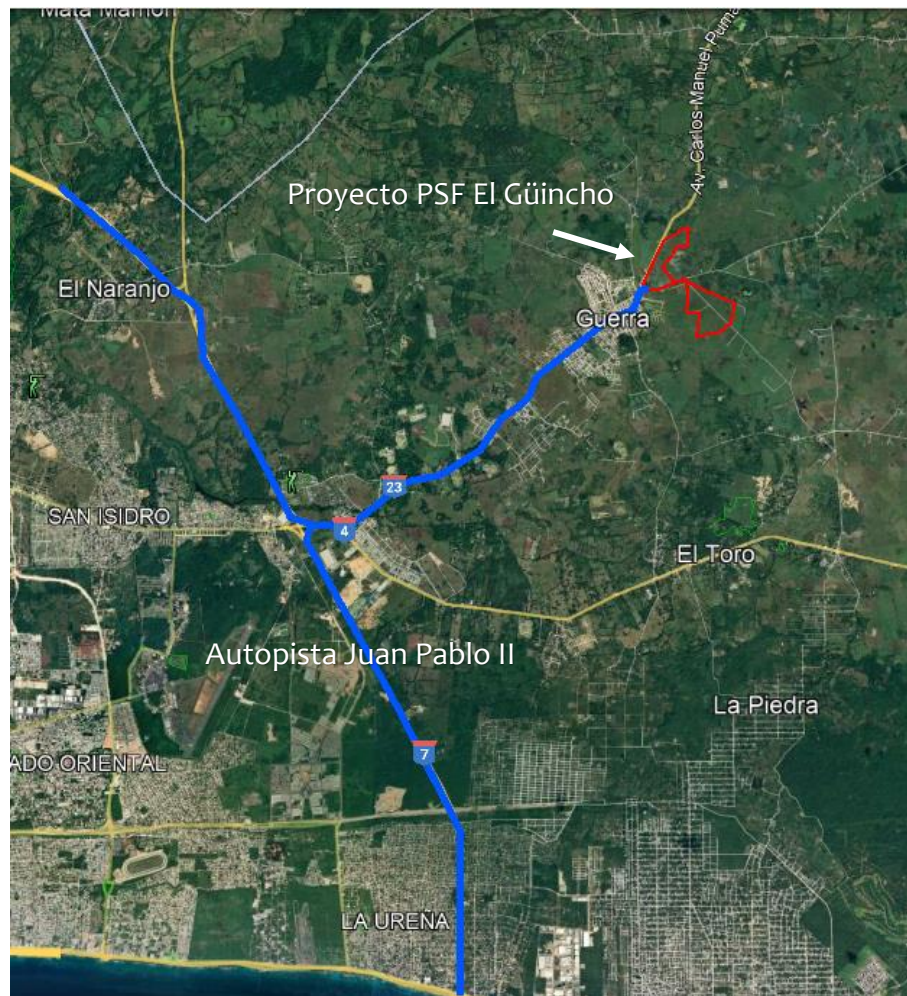 Mata Mamón
Av. Carlos Manuel Puma
Proyecto PSF El Güincho
El Naranjo
Guerra
23
SAN ISIDRO
4
El Toro
Autopista Juan Pablo II
La Piedra
7
ADO ORIENTAL
LA UREÑA